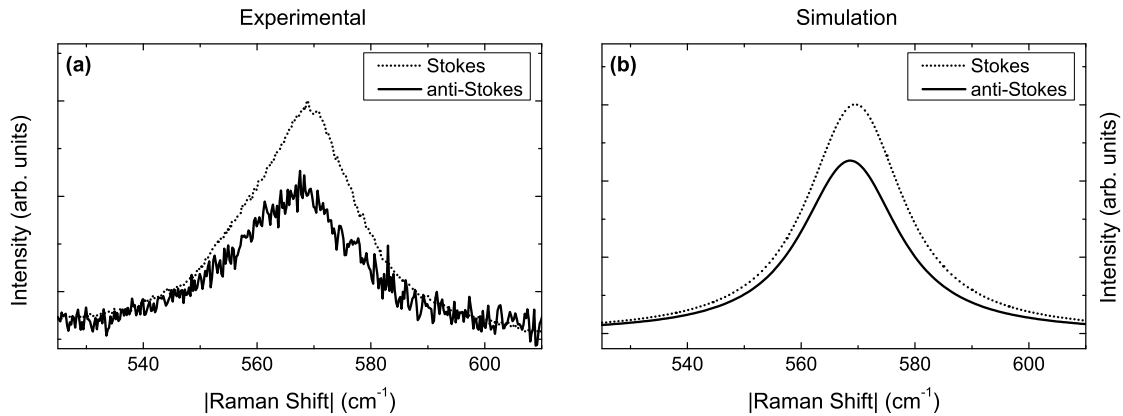 Experimental
Simulation
(a)
Stokes
anti-Stokes
(b)
Stokes
anti-Stokes
Intensity (arb. units)
Intensity (arb. units)
540 560 580 600
540 560 580 600
|Raman Shift| (cm⁻¹)
|Raman Shift| (cm⁻¹)